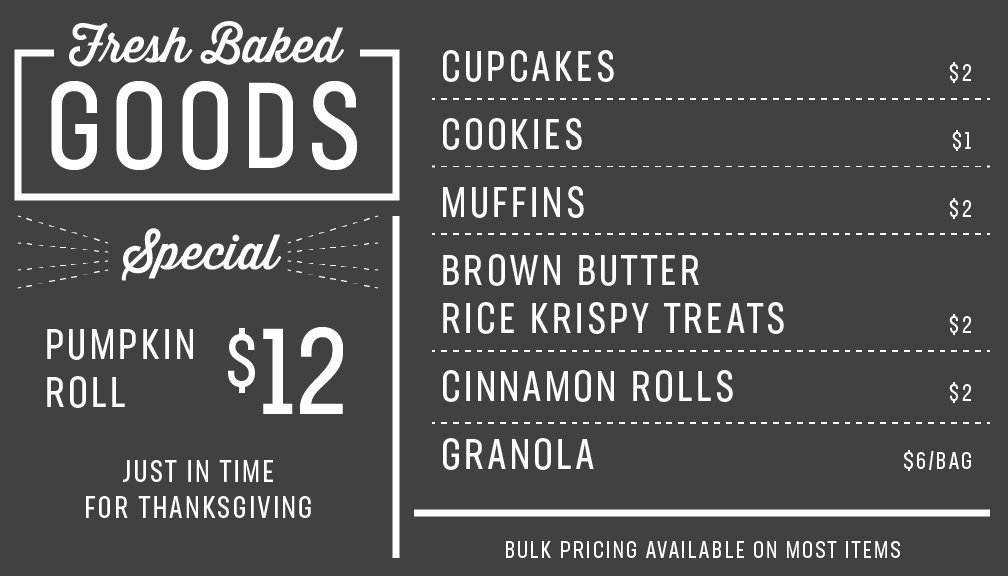 Fresh Baked
GOODS
Special
PUMPKIN
ROLL
$12
JUST IN TIME
FOR THANKSGIVING
CUPCAKES $2
COOKIES $1
MUFFINS $2
BROWN BUTTER
RICE KRISPY TREATS $2
CINNAMON ROLLS $2
GRANOLA $6/BAG
BULK PRICING AVAILABLE ON MOST ITEMS